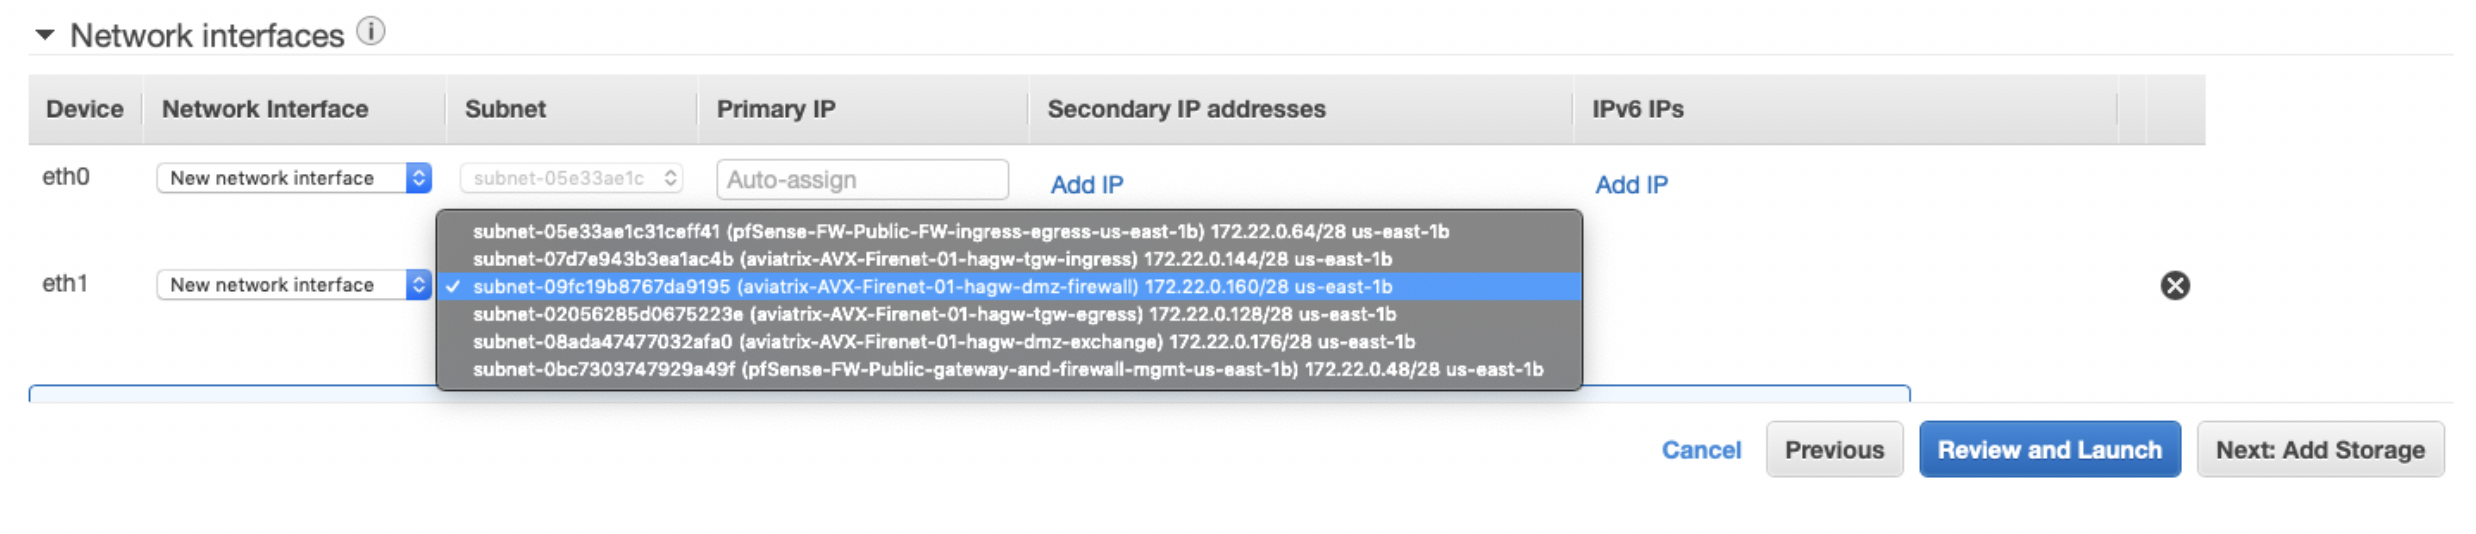 Network interfaces i
Device Network Interface Subnet Primary IP Secondary IP addresses IPv6 IPs
eth0 New network interface subnet-05e33ae1c Auto-assign Add IP Add IP
subnet-05e33ae1c31ceff41 (pfSense-FW-Public-FW-ingress-egress-us-east-1b) 172.22.0.64/28 us-east-1b
subnet-07d7e943b3ea1ac4b (aviatrix-AVX-Firenet-01-hagw-tgw-ingress) 172.22.0.144/28 us-east-1b
eth1 New network interface ✓ subnet-09fc19b8767da9195 (aviatrix-AVX-Firenet-01-hagw-dmz-firewall) 172.22.0.160/28 us-east-1b
subnet-02056285d0675223e (aviatrix-AVX-Firenet-01-hagw-tgw-egress) 172.22.0.128/28 us-east-1b
subnet-08ada47477032afa0 (aviatrix-AVX-Firenet-01-hagw-dmz-exchange) 172.22.0.176/28 us-east-1b
subnet-0bc7303747929a49f (pfSense-FW-Public-gateway-and-firewall-mgmt-us-east-1b) 172.22.0.48/28 us-east-1b
Cancel Previous Review and Launch Next: Add Storage